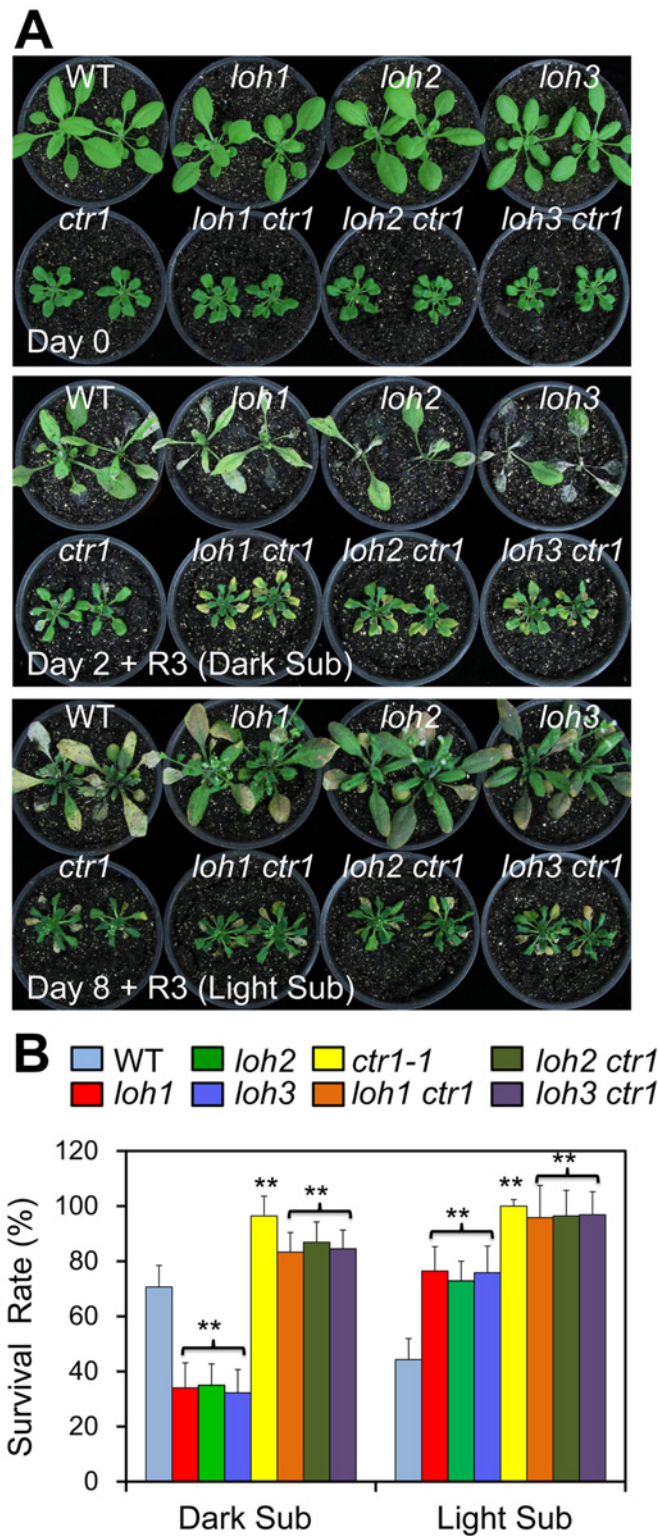 A
WT loh1 loh2 loh3
ctr1 loh1 ctr1 loh2 ctr1 loh3 ctr1
Day 0
WT loh1 loh2 loh3
ctr1 loh1 ctr1 loh2 ctr1 loh3 ctr1
Day 2 + R3 (Dark Sub)
WT loh1 loh2 loh3
ctr1 loh1 ctr1 loh2 ctr1 loh3 ctr1
Day 8 + R3 (Light Sub)
B
WT loh2 ctr1-1 loh2 ctr1
loh1 loh3 loh1 ctr1 loh3 ctr1
Survival Rate (%)
120
100
80
60
40
20
0
** ** ** ** ** **
Dark Sub Light Sub